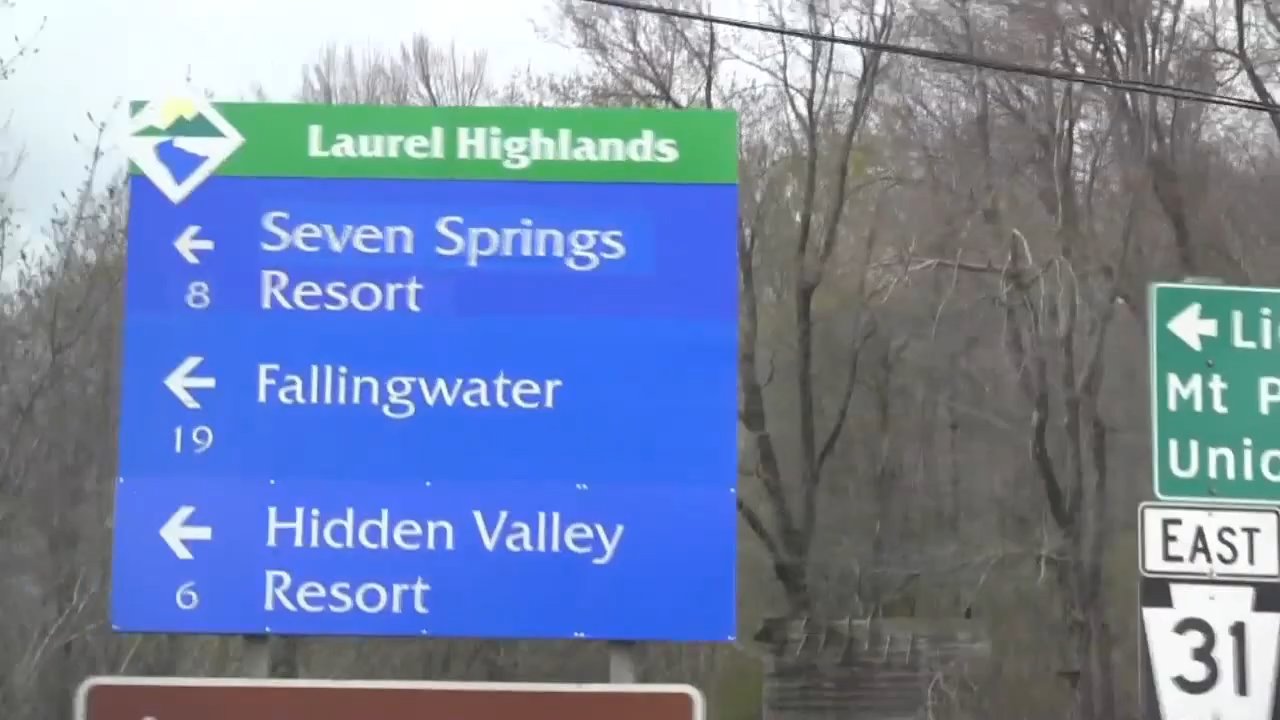 Laurel Highlands
← Seven Springs
8 Resort
← Fallingwater
19
← Hidden Valley
6 Resort
←
Mt
EAST
31